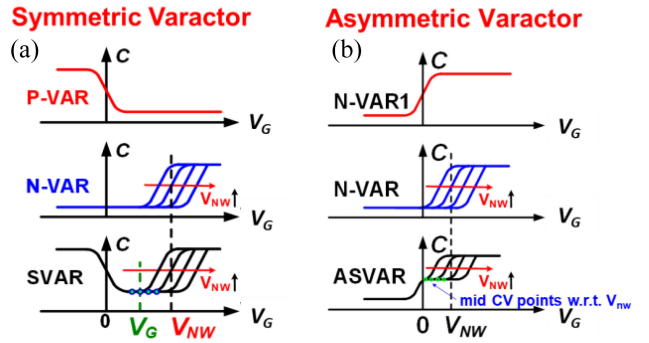 Symmetric Varactor
(a)
C
P-VAR
V_G
C
N-VAR
V_NW
V_G
C
SVAR
V_NW
0
V_G
V_NW
V_G
Asymmetric Varactor
(b)
C
N-VAR1
V_G
C
N-VAR
V_NW
V_G
C
ASVAR
V_NW
mid CV points w.r.t. V_nw
0
V_NW
V_G